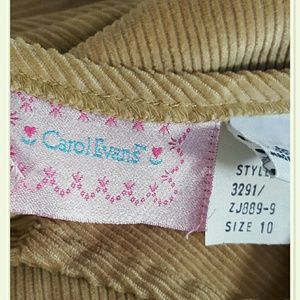 Carol Evans
STYLE
3291/
ZJ889-9
SIZE 10